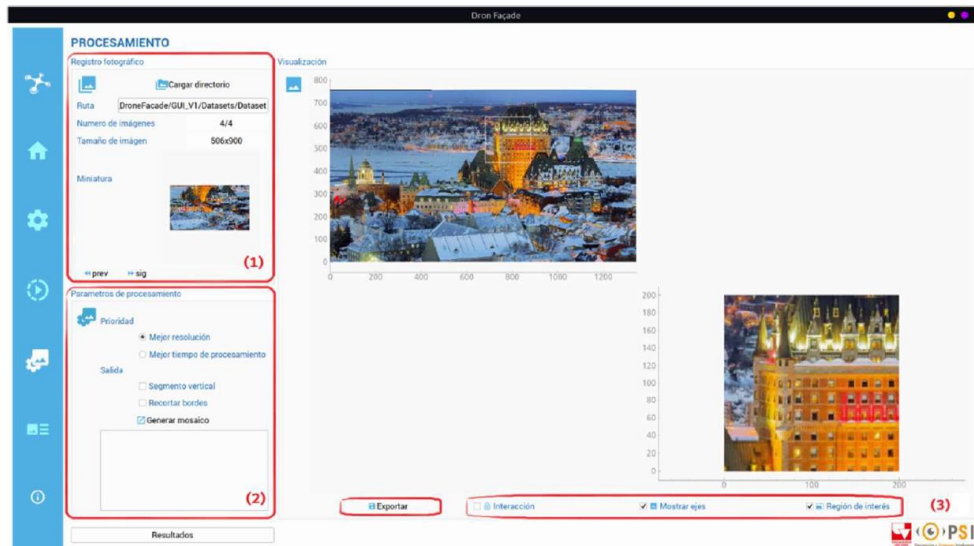 Dron Façade
PROCESAMIENTO
Registro fotográfico
Cargar directorio
Ruta
DroneFacade/GUI_V1/Datasets/Dataset
Numero de imágenes
4/4
Tamaño de imágen
506x900
Miniatura
(1)
prev
sig
Parametros de procesamiento
Prioridad
Mejor resolución
Mejor tiempo de procesamiento
Salida
Segmento vertical
Recortar bordes
Generar mosaico
(2)
Resultados
Visualización
800
700
600
500
400
300
200
100
0
0 200 400 600 800 1000 1200
200
180
160
140
120
100
80
60
40
20
0
0 100 200
Exportar
Interacción
Mostrar ejes
Región de interés
(3)
PSI